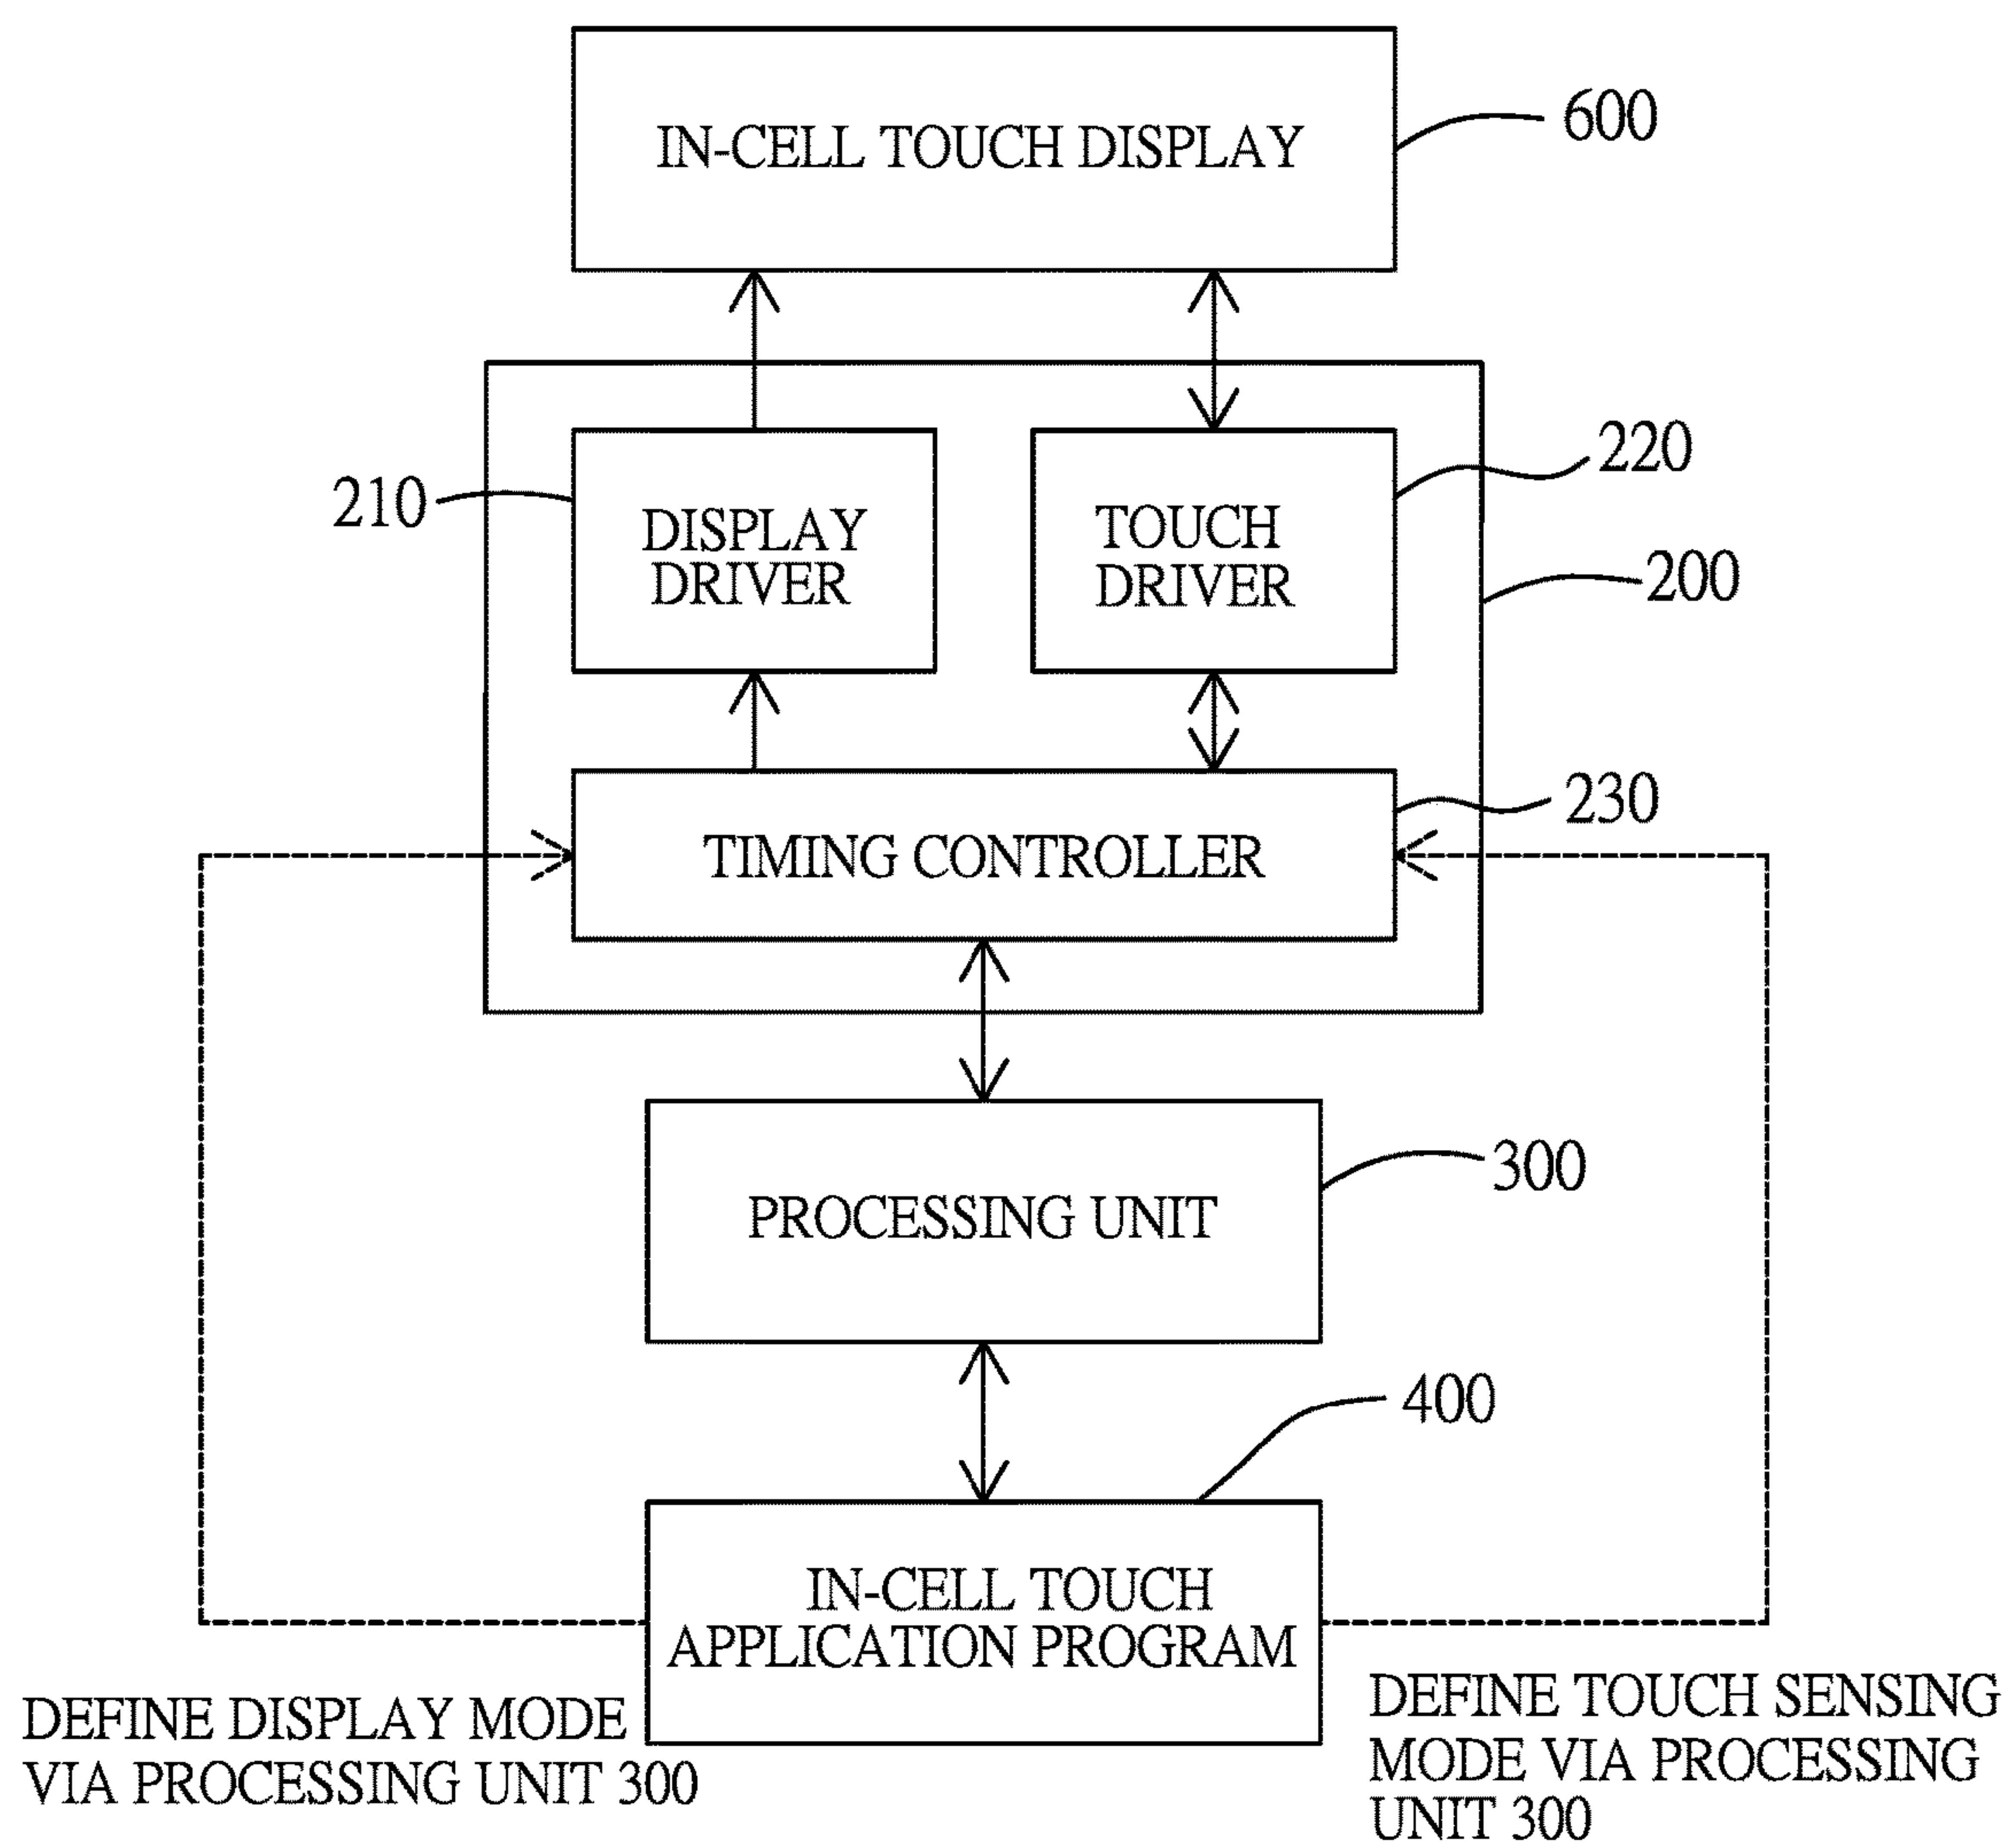 IN-CELL TOUCH DISPLAY
600
210
DISPLAY
DRIVER
TOUCH
DRIVER
220
200
TIMING CONTROLLER
230
PROCESSING UNIT
300
400
IN-CELL TOUCH
APPLICATION PROGRAM
DEFINE DISPLAY MODE
VIA PROCESSING UNIT 300
DEFINE TOUCH SENSING
MODE VIA PROCESSING
UNIT 300